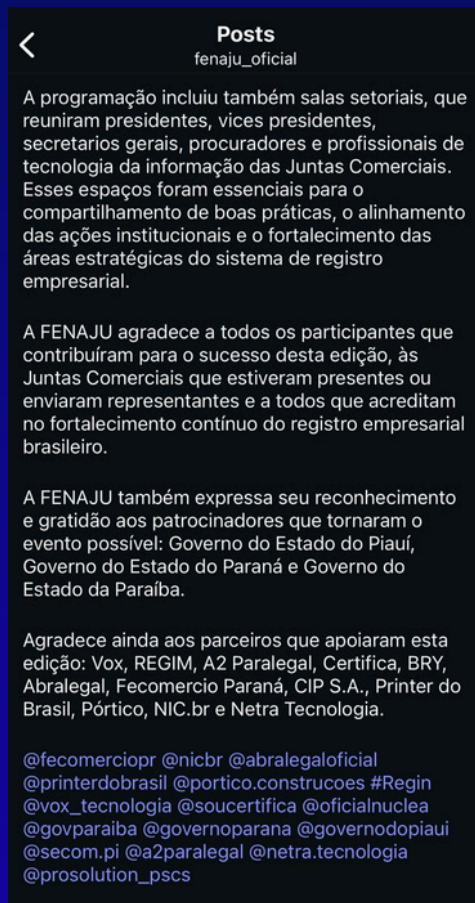 Posts
fenaju_oficial
A programação incluiu também salas setoriais, que
reuniram presidentes, vices presidentes,
secretarios gerais, procuradores e profissionais de
tecnologia da informação das Juntas Comerciais.
Esses espaços foram essenciais para o
compartilhamento de boas práticas, o alinhamento
das ações institucionais e o fortalecimento das
áreas estratégicas do sistema de registro
empresarial.
A FENAJU agradece a todos os participantes que
contribuíram para o sucesso desta edição, às
Juntas Comerciais que estiveram presentes ou
enviaram representantes e a todos que acreditam
no fortalecimento contínuo do registro empresarial
brasileiro.
A FENAJU também expressa seu reconhecimento
e gratidão aos patrocinadores que tornaram o
evento possível: Governo do Estado do Piauí,
Governo do Estado do Paraná e Governo do
Estado da Paraíba.
Agradece ainda aos parceiros que apoiaram esta
edição: Vox, REGIM, A2 Paralegal, Certifica, BRY,
Abralegal, Fecomercio Paraná, CIP S.A., Printer do
Brasil, Pórtico, NIC.br e Netra Tecnologia.
@fecomerciopr @nicbr @abralegaloficial
@printerdobrasil @portico.construcoes #Regin
@vox_tecnologia @soucertifica @oficialnuclea
@govparaiba @governoparana @governodopiaui
@secom.pi @a2paralegal @netra.tecnologia
@prosolution_pscs